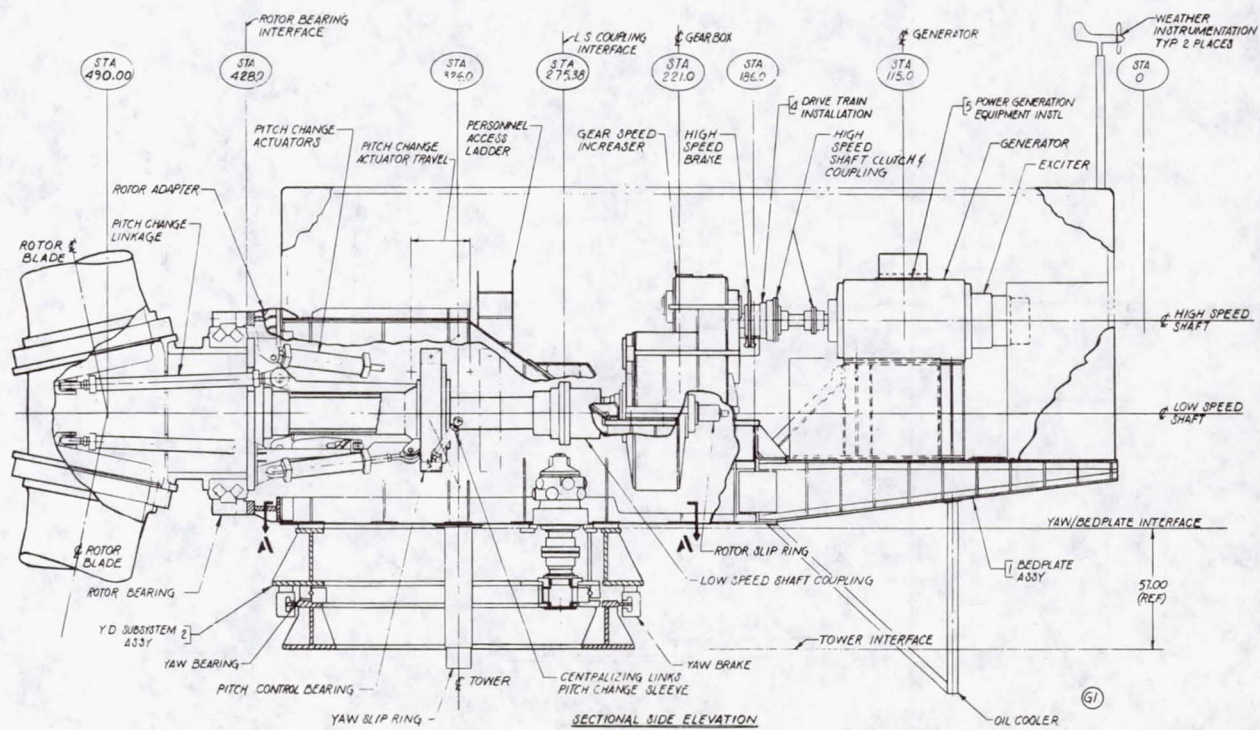 ROTOR BEARING
INTERFACE
L S COUPLING
INTERFACE
℄ GEARBOX
℄ GENERATOR
WEATHER
INSTRUMENTATION
TYP 2 PLACES
STA
490.00
STA
428.0
STA
STA
275.38
STA
221.0
STA
186.0
STA
115.0
STA
0
PITCH CHANGE
ACTUATORS
PITCH CHANGE
ACTUATOR TRAVEL
PERSONNEL
ACCESS
LADDER
GEAR SPEED
INCREASER
HIGH
SPEED
BRAKE
4 DRIVE TRAIN
INSTALLATION
HIGH
SPEED
SHAFT CLUTCH &
COUPLING
5 POWER GENERATION
EQUIPMENT INSTL
GENERATOR
EXCITER
ROTOR ADAPTER
PITCH CHANGE
LINKAGE
ROTOR ℄
BLADE
℄ HIGH SPEED
SHAFT
℄ LOW SPEED
SHAFT
A
A
YAW/BEDPLATE INTERFACE
℄ ROTOR
BLADE
ROTOR BEARING
ROTOR SLIP RING
LOW SPEED SHAFT COUPLING
1 BEDPLATE
ASSY
57.00
(REF)
Y D SUBSYSTEM 2
ASSY
TOWER INTERFACE
YAW BEARING
YAW BRAKE
PITCH CONTROL BEARING
℄ TOWER
CENTRALIZING LINKS
PITCH CHANGE SLEEVE
YAW SLIP RING
SECTIONAL SIDE ELEVATION
OIL COOLER
G1